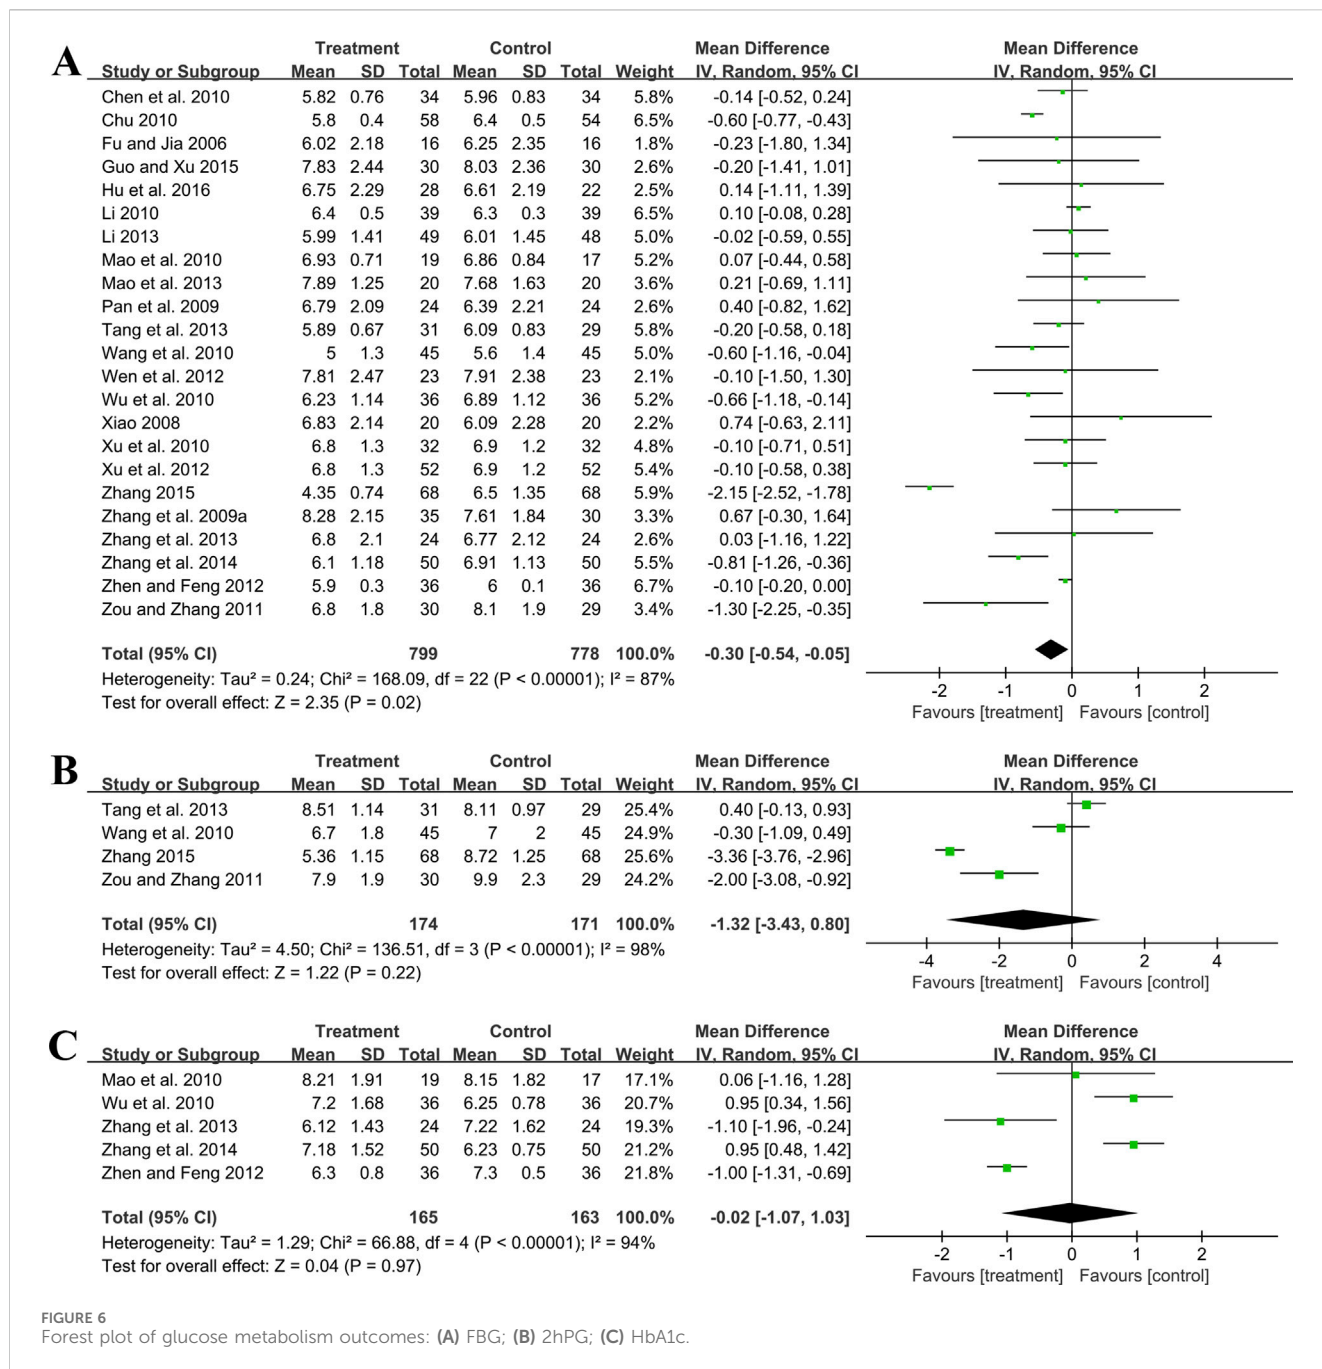 A
Treatment Control Mean Difference Mean Difference
Study or Subgroup Mean SD Total Mean SD Total Weight IV, Random, 95% CI IV, Random, 95% CI
Chen et al. 2010 5.82 0.76 34 5.96 0.83 34 5.8% -0.14 [-0.52, 0.24]
Chu 2010 5.8 0.4 58 6.4 0.5 54 6.5% -0.60 [-0.77, -0.43]
Fu and Jia 2006 6.02 2.18 16 6.25 2.35 16 1.8% -0.23 [-1.80, 1.34]
Guo and Xu 2015 7.83 2.44 30 8.03 2.36 30 2.6% -0.20 [-1.41, 1.01]
Hu et al. 2016 6.75 2.29 28 6.61 2.19 22 2.5% 0.14 [-1.11, 1.39]
Li 2010 6.4 0.5 39 6.3 0.3 39 6.5% 0.10 [-0.08, 0.28]
Li 2013 5.99 1.41 49 6.01 1.45 48 5.0% -0.02 [-0.59, 0.55]
Mao et al. 2010 6.93 0.71 19 6.86 0.84 17 5.2% 0.07 [-0.44, 0.58]
Mao et al. 2013 7.89 1.25 20 7.68 1.63 20 3.6% 0.21 [-0.69, 1.11]
Pan et al. 2009 6.79 2.09 24 6.39 2.21 24 2.6% 0.40 [-0.82, 1.62]
Tang et al. 2013 5.89 0.67 31 6.09 0.83 29 5.8% -0.20 [-0.58, 0.18]
Wang et al. 2010 5 1.3 45 5.6 1.4 45 5.0% -0.60 [-1.16, -0.04]
Wen et al. 2012 7.81 2.47 23 7.91 2.38 23 2.1% -0.10 [-1.50, 1.30]
Wu et al. 2010 6.23 1.14 36 6.89 1.12 36 5.2% -0.66 [-1.18, -0.14]
Xiao 2008 6.83 2.14 20 6.09 2.28 20 2.2% 0.74 [-0.63, 2.11]
Xu et al. 2010 6.8 1.3 32 6.9 1.2 32 4.8% -0.10 [-0.71, 0.51]
Xu et al. 2012 6.8 1.3 52 6.9 1.2 52 5.4% -0.10 [-0.58, 0.38]
Zhang 2015 4.35 0.74 68 6.5 1.35 68 5.9% -2.15 [-2.52, -1.78]
Zhang et al. 2009a 8.28 2.15 35 7.61 1.84 30 3.3% 0.67 [-0.30, 1.64]
Zhang et al. 2013 6.8 2.1 24 6.77 2.12 24 2.6% 0.03 [-1.16, 1.22]
Zhang et al. 2014 6.1 1.18 50 6.91 1.13 50 5.5% -0.81 [-1.26, -0.36]
Zhen and Feng 2012 5.9 0.3 36 6 0.1 36 6.7% -0.10 [-0.20, 0.00]
Zou and Zhang 2011 6.8 1.8 30 8.1 1.9 29 3.4% -1.30 [-2.25, -0.35]
Total (95% CI) 799 778 100.0% -0.30 [-0.54, -0.05]
Heterogeneity: Tau² = 0.24; Chi² = 168.09, df = 22 (P < 0.00001); I² = 87%
Test for overall effect: Z = 2.35 (P = 0.02)
-2 -1 0 1 2
Favours [treatment] Favours [control]
B
Treatment Control Mean Difference Mean Difference
Study or Subgroup Mean SD Total Mean SD Total Weight IV, Random, 95% CI IV, Random, 95% CI
Tang et al. 2013 8.51 1.14 31 8.11 0.97 29 25.4% 0.40 [-0.13, 0.93]
Wang et al. 2010 6.7 1.8 45 7 2 45 24.9% -0.30 [-1.09, 0.49]
Zhang 2015 5.36 1.15 68 8.72 1.25 68 25.6% -3.36 [-3.76, -2.96]
Zou and Zhang 2011 7.9 1.9 30 9.9 2.3 29 24.2% -2.00 [-3.08, -0.92]
Total (95% CI) 174 171 100.0% -1.32 [-3.43, 0.80]
Heterogeneity: Tau² = 4.50; Chi² = 136.51, df = 3 (P < 0.00001); I² = 98%
Test for overall effect: Z = 1.22 (P = 0.22)
-4 -2 0 2 4
Favours [treatment] Favours [control]
C
Treatment Control Mean Difference Mean Difference
Study or Subgroup Mean SD Total Mean SD Total Weight IV, Random, 95% CI IV, Random, 95% CI
Mao et al. 2010 8.21 1.91 19 8.15 1.82 17 17.1% 0.06 [-1.16, 1.28]
Wu et al. 2010 7.2 1.68 36 6.25 0.78 36 20.7% 0.95 [0.34, 1.56]
Zhang et al. 2013 6.12 1.43 24 7.22 1.62 24 19.3% -1.10 [-1.96, -0.24]
Zhang et al. 2014 7.18 1.52 50 6.23 0.75 50 21.2% 0.95 [0.48, 1.42]
Zhen and Feng 2012 6.3 0.8 36 7.3 0.5 36 21.8% -1.00 [-1.31, -0.69]
Total (95% CI) 165 163 100.0% -0.02 [-1.07, 1.03]
Heterogeneity: Tau² = 1.29; Chi² = 66.88, df = 4 (P < 0.00001); I² = 94%
Test for overall effect: Z = 0.04 (P = 0.97)
-2 -1 0 1 2
Favours [treatment] Favours [control]
FIGURE 6
Forest plot of glucose metabolism outcomes: (A) FBG; (B) 2hPG; (C) HbA1c.